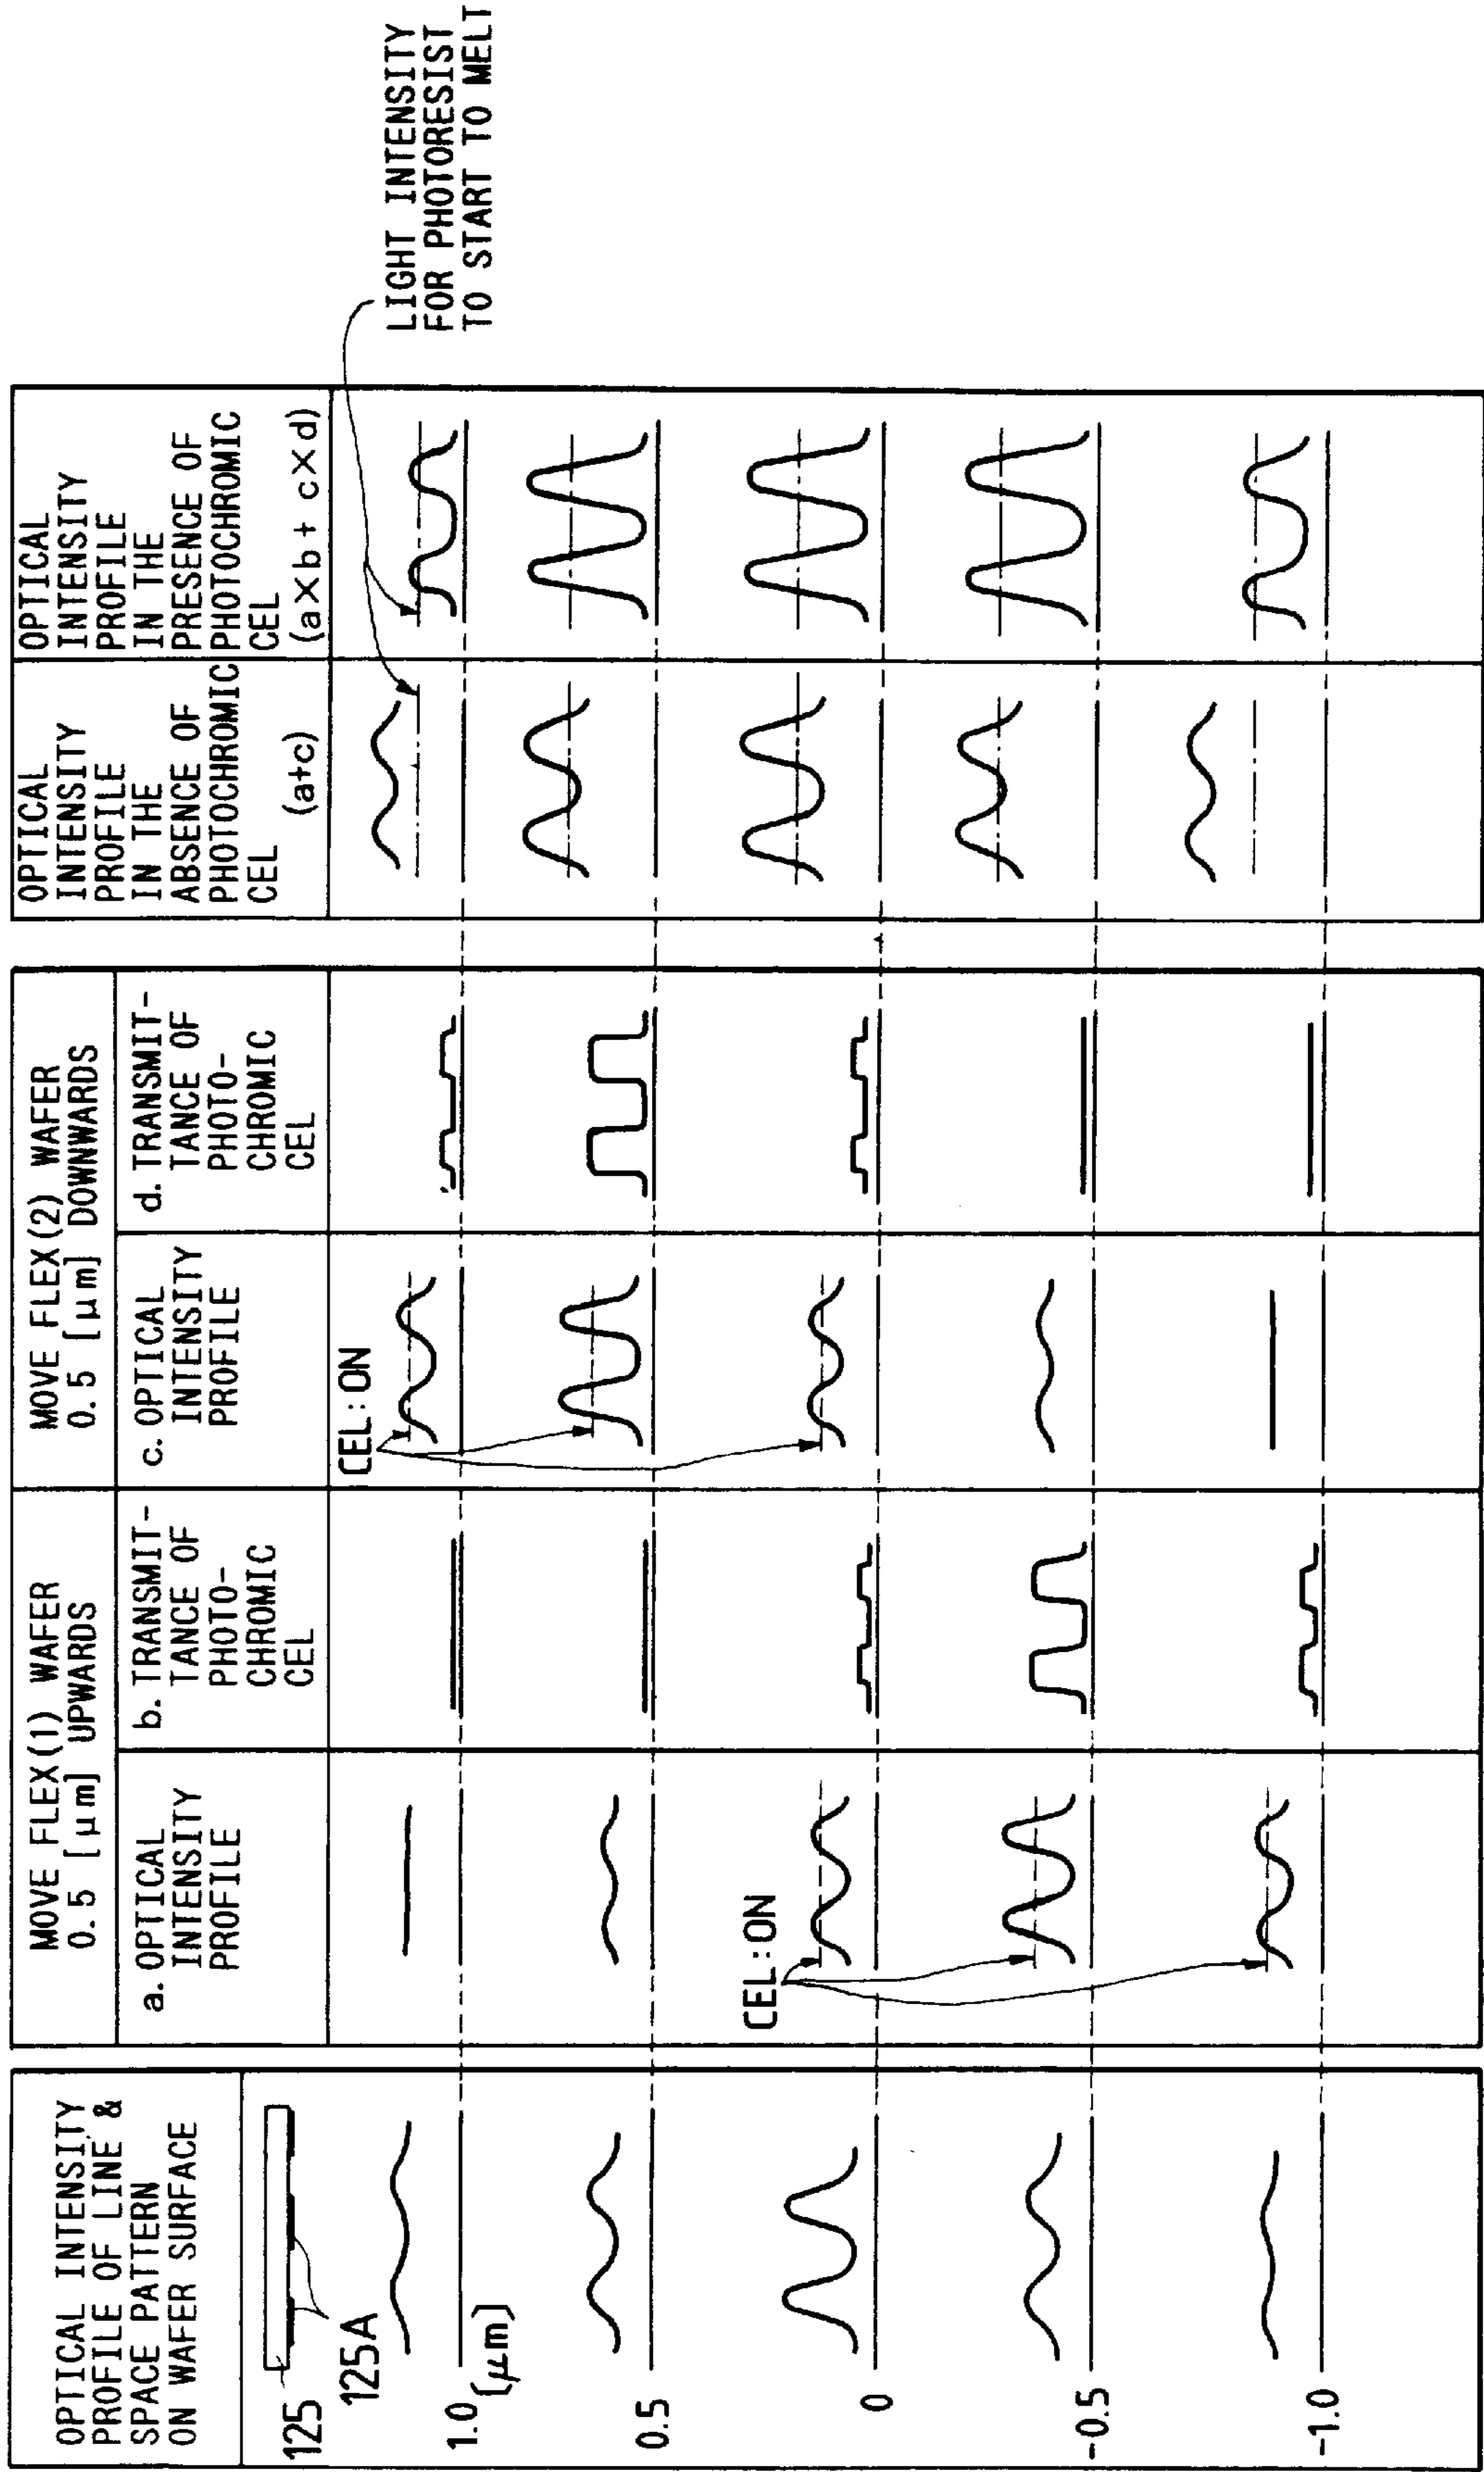 OPTICAL INTENSITY
PROFILE OF LINE &
SPACE PATTERN
ON WAFER SURFACE
125
125A
1.0
(μm)
0.5
0
-0.5
-1.0
MOVE FLEX(1) WAFER
0.5 [μm] UPWARDS
a. OPTICAL
INTENSITY
PROFILE
CEL:ON
b. TRANSMIT-
TANCE OF
PHOTO-
CHROMIC
CEL
MOVE FLEX(2) WAFER
0.5 [μm] DOWNWARDS
c. OPTICAL
INTENSITY
PROFILE
CEL:ON
d. TRANSMIT-
TANCE OF
PHOTO-
CHROMIC
CEL
OPTICAL
INTENSITY
PROFILE
IN THE
ABSENCE OF
PHOTOCHROMIC
CEL
(a+c)
OPTICAL
INTENSITY
PROFILE
IN THE
PRESENCE OF
PHOTOCHROMIC
CEL
(a×b + c×d)
LIGHT INTENSITY
FOR PHOTORESIST
TO START TO MELT